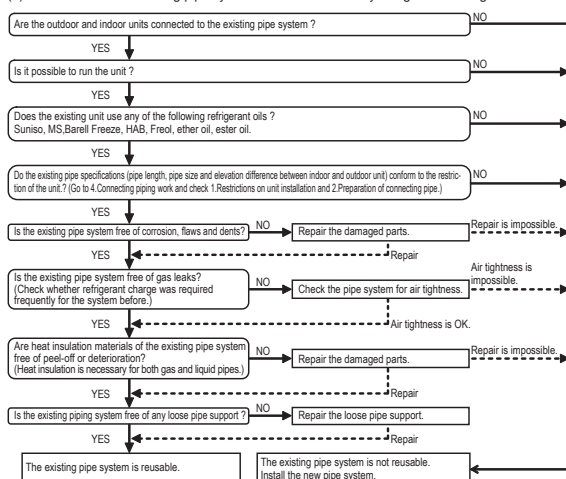 Are the outdoor and indoor units connected to the existing pipe system ?
NO
YES
Is it possible to run the unit ?
NO
YES
Does the existing unit use any of the following refrigerant oils ?
Suniso, MS,Barell Freeze, HAB, Freol, ether oil, ester oil.
NO
YES
Do the existing pipe specifications (pipe length, pipe size and elevation difference between indoor and outdoor unit) conform to the restric-
tion of the unit.? (Go to 4.Connecting piping work and check 1.Restrictions on unit installation and 2.Preparation of connecting pipe.)
NO
YES
Is the existing pipe system free of corrosion, flaws and dents?
NO
Repair the damaged parts.
Repair is impossible.
YES
Repair
Is the existing pipe system free of gas leaks?
(Check whether refrigerant charge was required
frequently for the system before.)
NO
Check the pipe system for air tightness.
Air tightness is
impossible.
YES
Air tightness is OK.
Are heat insulation materials of the existing pipe system
free of peel-off or deterioration?
(Heat insulation is necessary for both gas and liquid pipes.)
NO
Repair the damaged parts.
Repair is impossible.
YES
Repair
Is the existing piping system free of any loose pipe support ?
NO
Repair the loose pipe support.
YES
Repair
The existing pipe system is reusable.
The existing pipe system is not reusable.
Install the new pipe system.